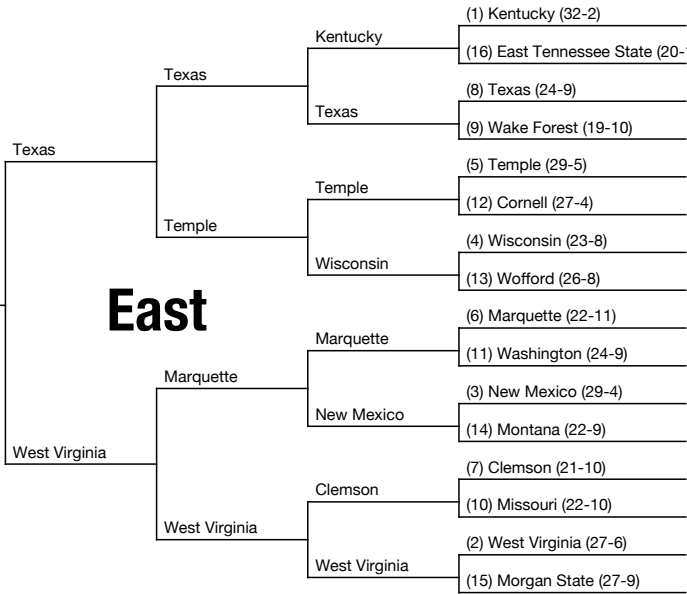 (1) Kentucky (32-2)
Kentucky
(16) East Tennessee State (20-
Texas
(8) Texas (24-9)
Texas
(9) Wake Forest (19-10)
Texas
(5) Temple (29-5)
Temple
(12) Cornell (27-4)
Temple
(4) Wisconsin (23-8)
Wisconsin
(13) Wofford (26-8)
East
(6) Marquette (22-11)
Marquette
(11) Washington (24-9)
Marquette
(3) New Mexico (29-4)
New Mexico
(14) Montana (22-9)
West Virginia
(7) Clemson (21-10)
Clemson
(10) Missouri (22-10)
West Virginia
(2) West Virginia (27-6)
West Virginia
(15) Morgan State (27-9)